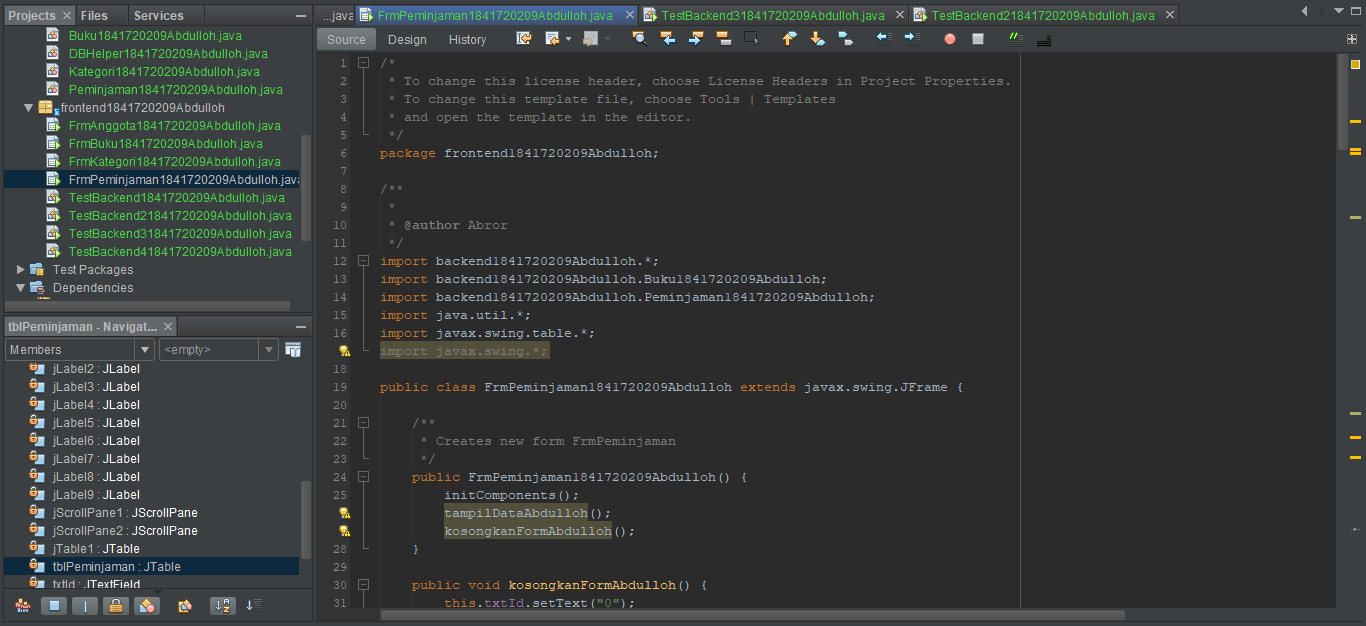 Projects
Files
Services
Buku1841720209Abdulloh.java
DBHelper1841720209Abdulloh.java
Kategori1841720209Abdulloh.java
Peminjaman1841720209Abdulloh.java
frontend1841720209Abdulloh
FrmAnggota1841720209Abdulloh.java
FrmBuku1841720209Abdulloh.java
FrmKategori1841720209Abdulloh.java
FrmPeminjaman1841720209Abdulloh.java
TestBackend1841720209Abdulloh.java
TestBackend21841720209Abdulloh.java
TestBackend31841720209Abdulloh.java
TestBackend41841720209Abdulloh.java
Test Packages
Dependencies
tblPeminjaman - Navigat...
Members
<empty>
jLabel2 : JLabel
jLabel3 : JLabel
jLabel4 : JLabel
jLabel5 : JLabel
jLabel6 : JLabel
jLabel7 : JLabel
jLabel8 : JLabel
jLabel9 : JLabel
jScrollPane1 : JScrollPane
jScrollPane2 : JScrollPane
jTable1 : JTable
tblPeminjaman : JTable
txtId : JTextField
...java
FrmPeminjaman1841720209Abdulloh.java
TestBackend31841720209Abdulloh.java
TestBackend21841720209Abdulloh.java
Source
Design
History
1 /*
2 * To change this license header, choose License Headers in Project Properties.
3 * To change this template file, choose Tools | Templates
4 * and open the template in the editor.
5 */
6 package frontend1841720209Abdulloh;
7
8 /**
9 *
10 * @author Abror
11 */
12 import backend1841720209Abdulloh.*;
13 import backend1841720209Abdulloh.Buku1841720209Abdulloh;
14 import backend1841720209Abdulloh.Peminjaman1841720209Abdulloh;
15 import java.util.*;
16 import javax.swing.table.*;
import javax.swing.*;
18
19 public class FrmPeminjaman1841720209Abdulloh extends javax.swing.JFrame {
20
21 /**
22 * Creates new form FrmPeminjaman
23 */
24 public FrmPeminjaman1841720209Abdulloh() {
25 initComponents();
tampilDataAbdulloh();
kosongkanFormAbdulloh();
28 }
29
30 public void kosongkanFormAbdulloh() {
31 this.txtId.setText("0");